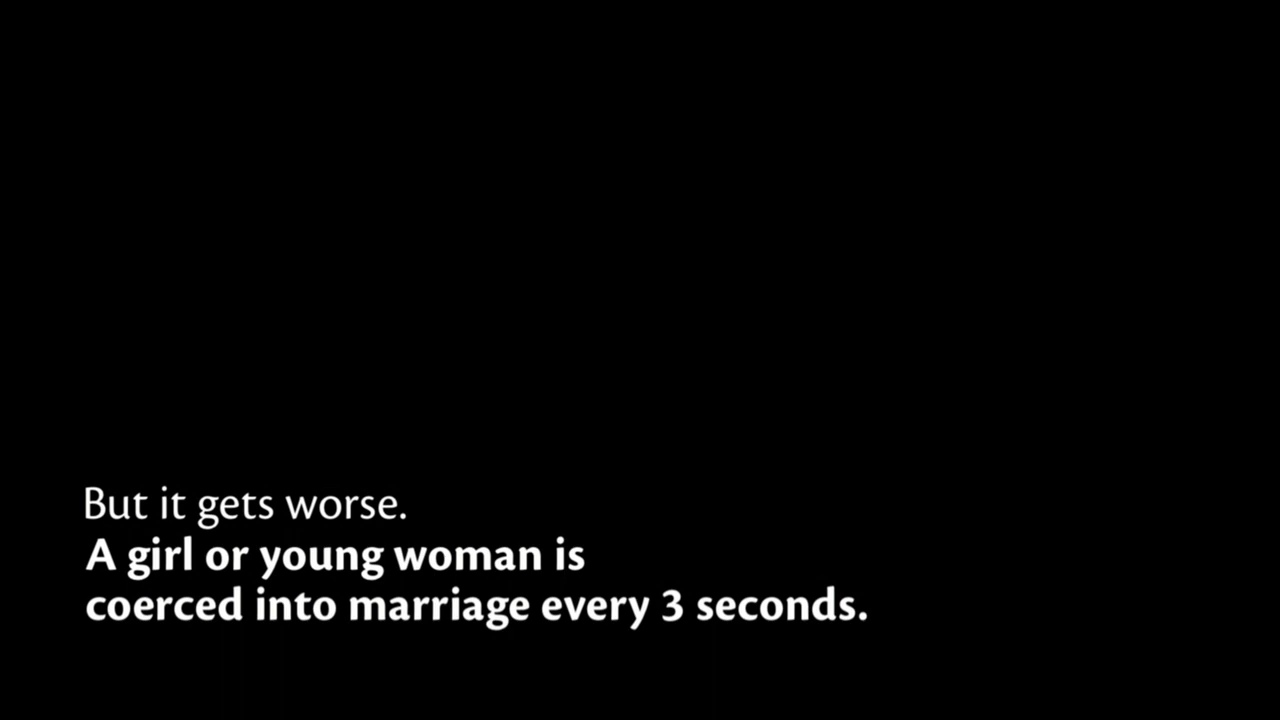 But it gets worse.
A girl or young woman is
coerced into marriage every 3 seconds.